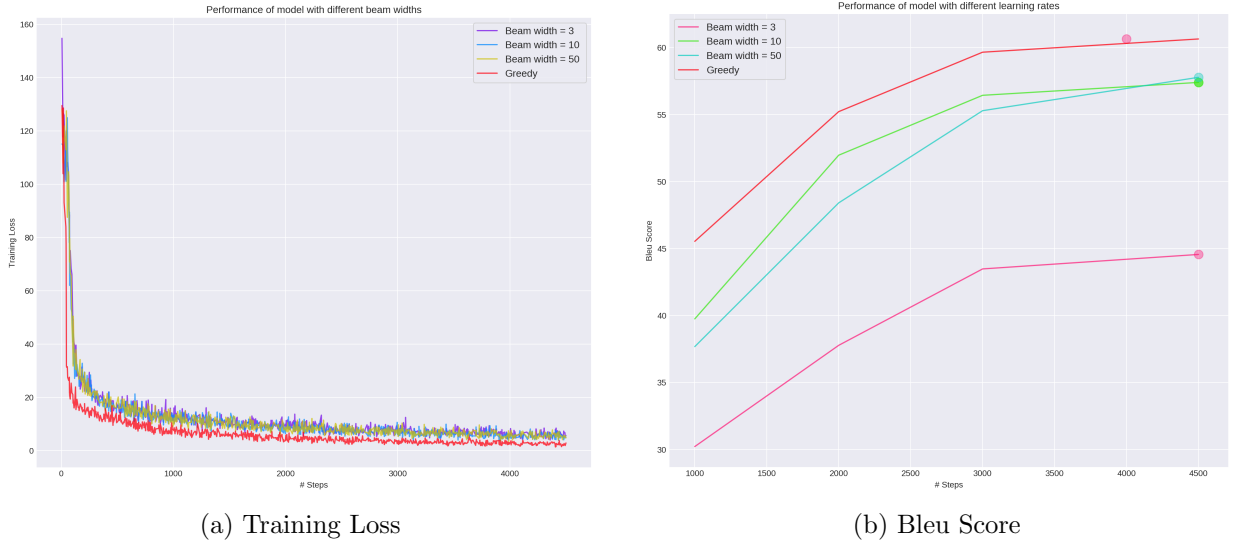 Performance of model with different beam widths
160
140
120
100
80
60
40
20
0
Training Loss
0
1000
2000
3000
4000
# Steps
Beam width = 3
Beam width = 10
Beam width = 50
Greedy
(a) Training Loss
Performance of model with different learning rates
60
55
50
45
40
35
30
Bleu Score
1000
1500
2000
2500
3000
3500
4000
4500
# Steps
Beam width = 3
Beam width = 10
Beam width = 50
Greedy
(b) Bleu Score